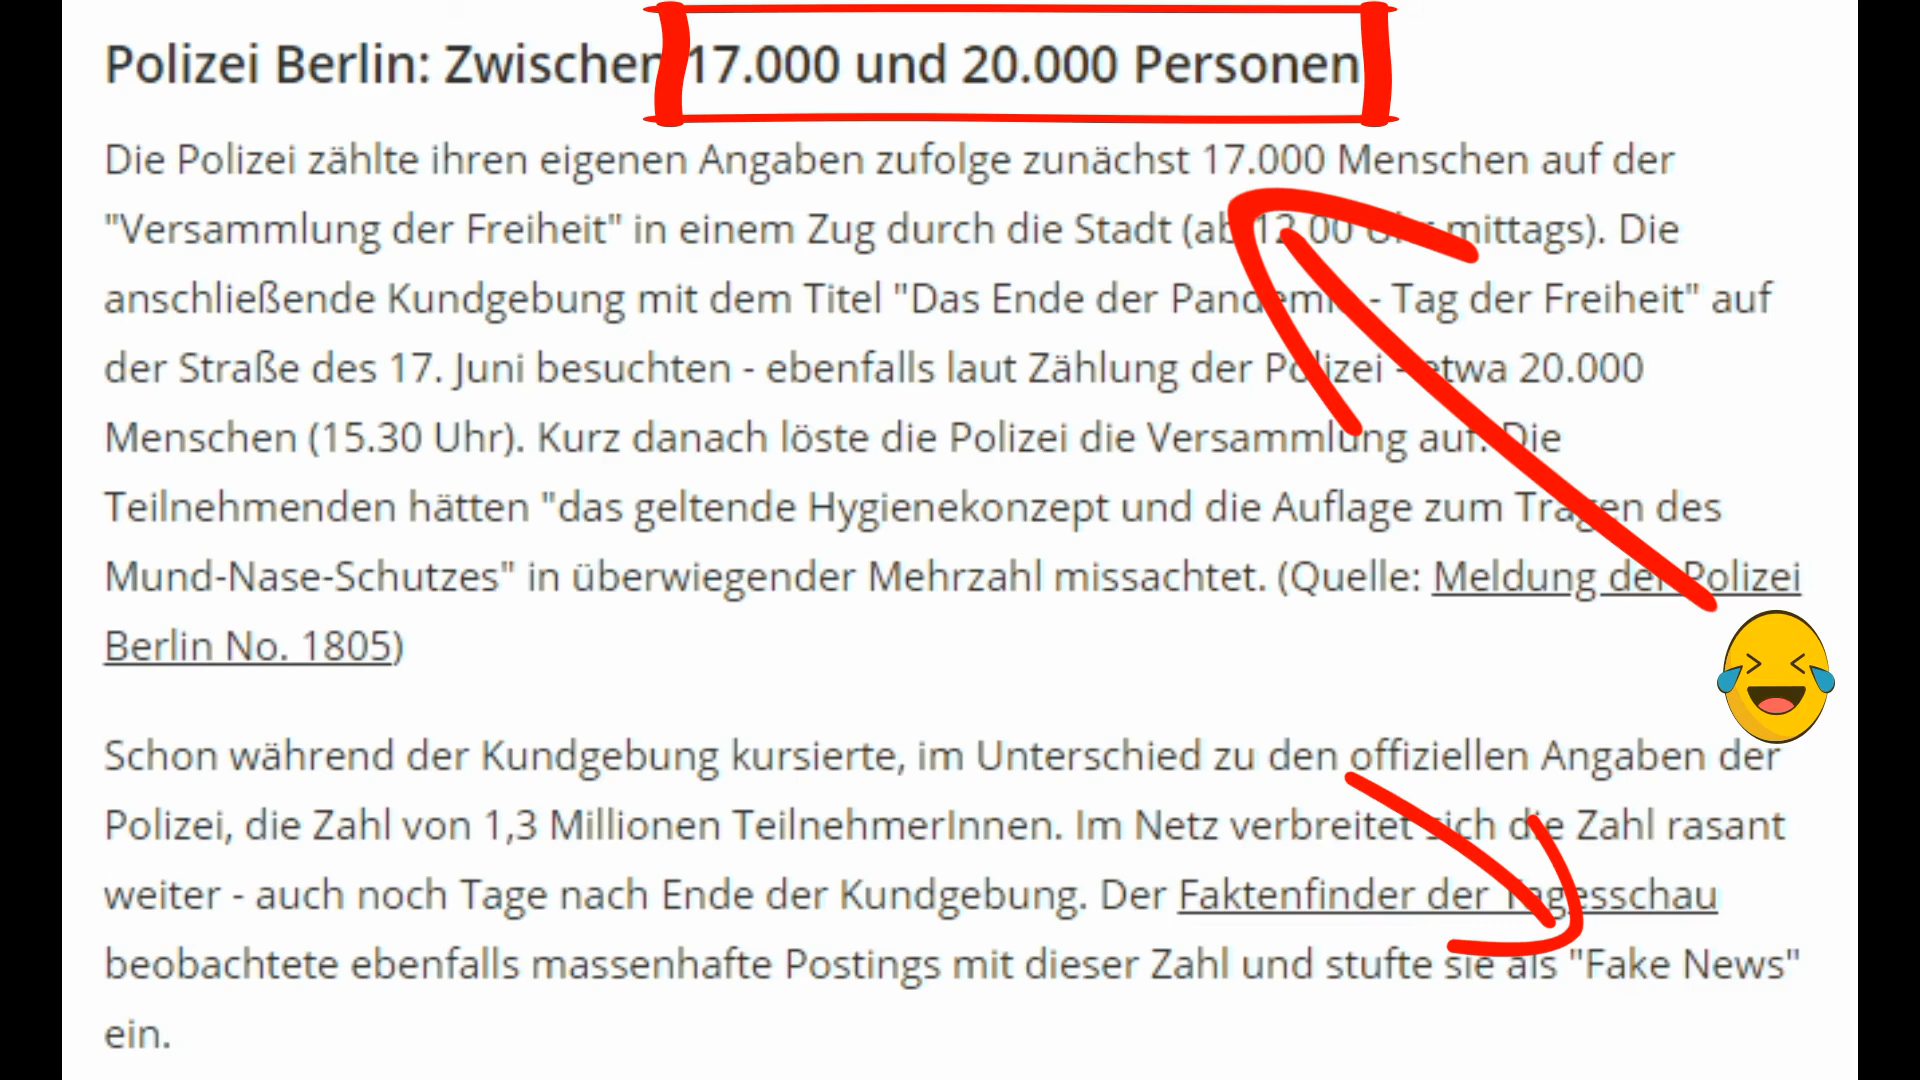 Polizei Berlin: Zwischen 17.000 und 20.000 Personen
Die Polizei zählte ihren eigenen Angaben zufolge zunächst 17.000 Menschen auf der
"Versammlung der Freiheit" in einem Zug durch die Stadt (ab 12.00 Uhr mittags). Die
anschließende Kundgebung mit dem Titel "Das Ende der Pandemie - Tag der Freiheit" auf
der Straße des 17. Juni besuchten - ebenfalls laut Zählung der Polizei - etwa 20.000
Menschen (15.30 Uhr). Kurz danach löste die Polizei die Versammlung auf. Die
Teilnehmenden hätten "das geltende Hygienekonzept und die Auflage zum Tragen des
Mund-Nase-Schutzes" in überwiegender Mehrzahl missachtet. (Quelle: Meldung der Polizei
Berlin No. 1805)
Schon während der Kundgebung kursierte, im Unterschied zu den offiziellen Angaben der
Polizei, die Zahl von 1,3 Millionen TeilnehmerInnen. Im Netz verbreitet sich die Zahl rasant
weiter - auch noch Tage nach Ende der Kundgebung. Der Faktenfinder der Tagesschau
beobachtete ebenfalls massenhafte Postings mit dieser Zahl und stufte sie als "Fake News"
ein.